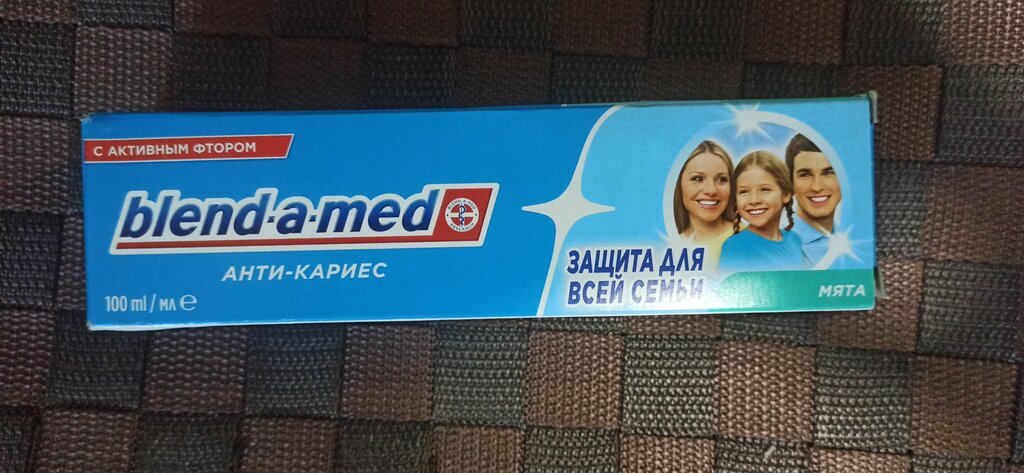 С АКТИВНЫМ ФТОРОМ
blend-a-med
АНТИ-КАРИЕС
100 ml / мл e
ЗАЩИТА ДЛЯ
ВСЕЙ СЕМЬИ
МЯТА